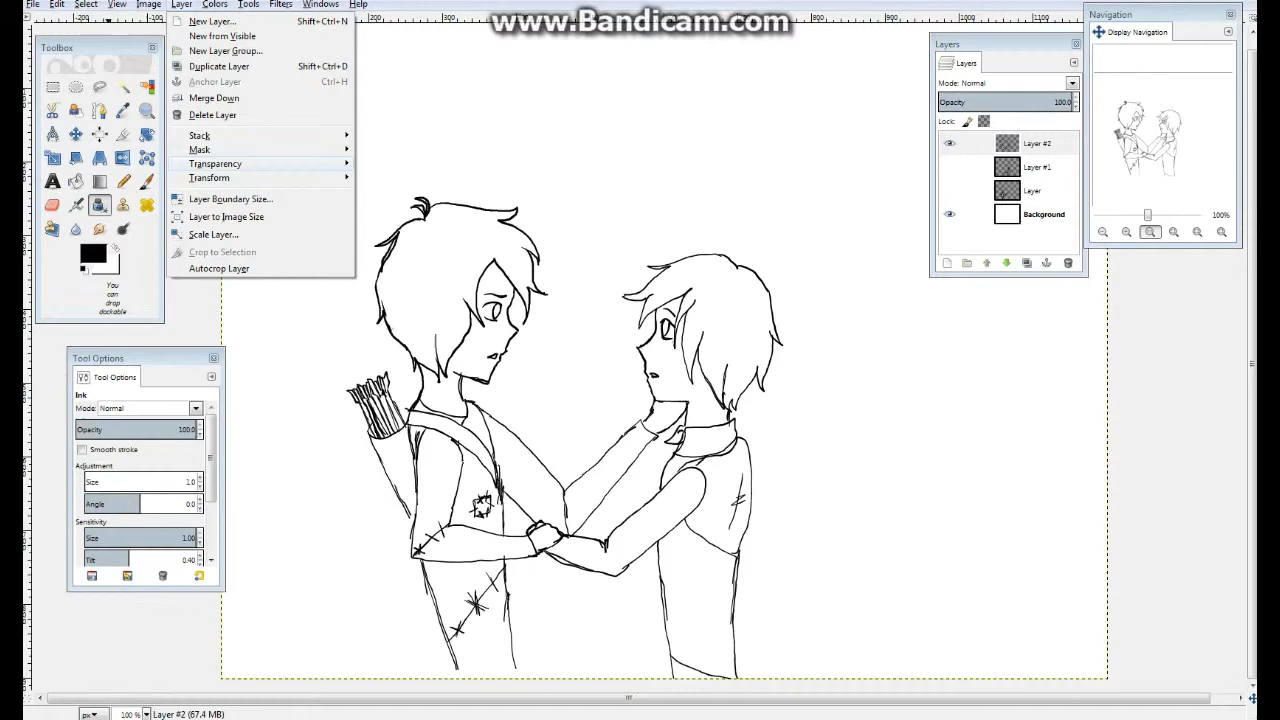 File Edit Select View Image Layer Colors Tools Filters Windows Help
www.Bandicam.com
-100 200 300 800 900
Toolbox
You
can
drop
dockable
New Layer... Shift+Ctrl+N
New from Visible
New Layer Group...
Duplicate Layer Shift+Ctrl+D
Anchor Layer Ctrl+H
Merge Down
Delete Layer
Stack
Mask
Transparency
Transform
Layer Boundary Size...
Layer to Image Size
Scale Layer...
Crop to Selection
Autocrop Layer
Tool Options
Tool Options
Ink
Mode: Normal
Opacity 100.0
Smooth stroke
Adjustment
Size 1.0
Angle 0.0
Sensitivity
Size 1.00
Tilt 0.40
Layers
Layers
Mode: Normal
Opacity 100.0
Lock:
Layer #2
Layer #1
Layer
Background
Navigation
Display Navigation
100%
px 100 % Layer #2 (67.4 MB)